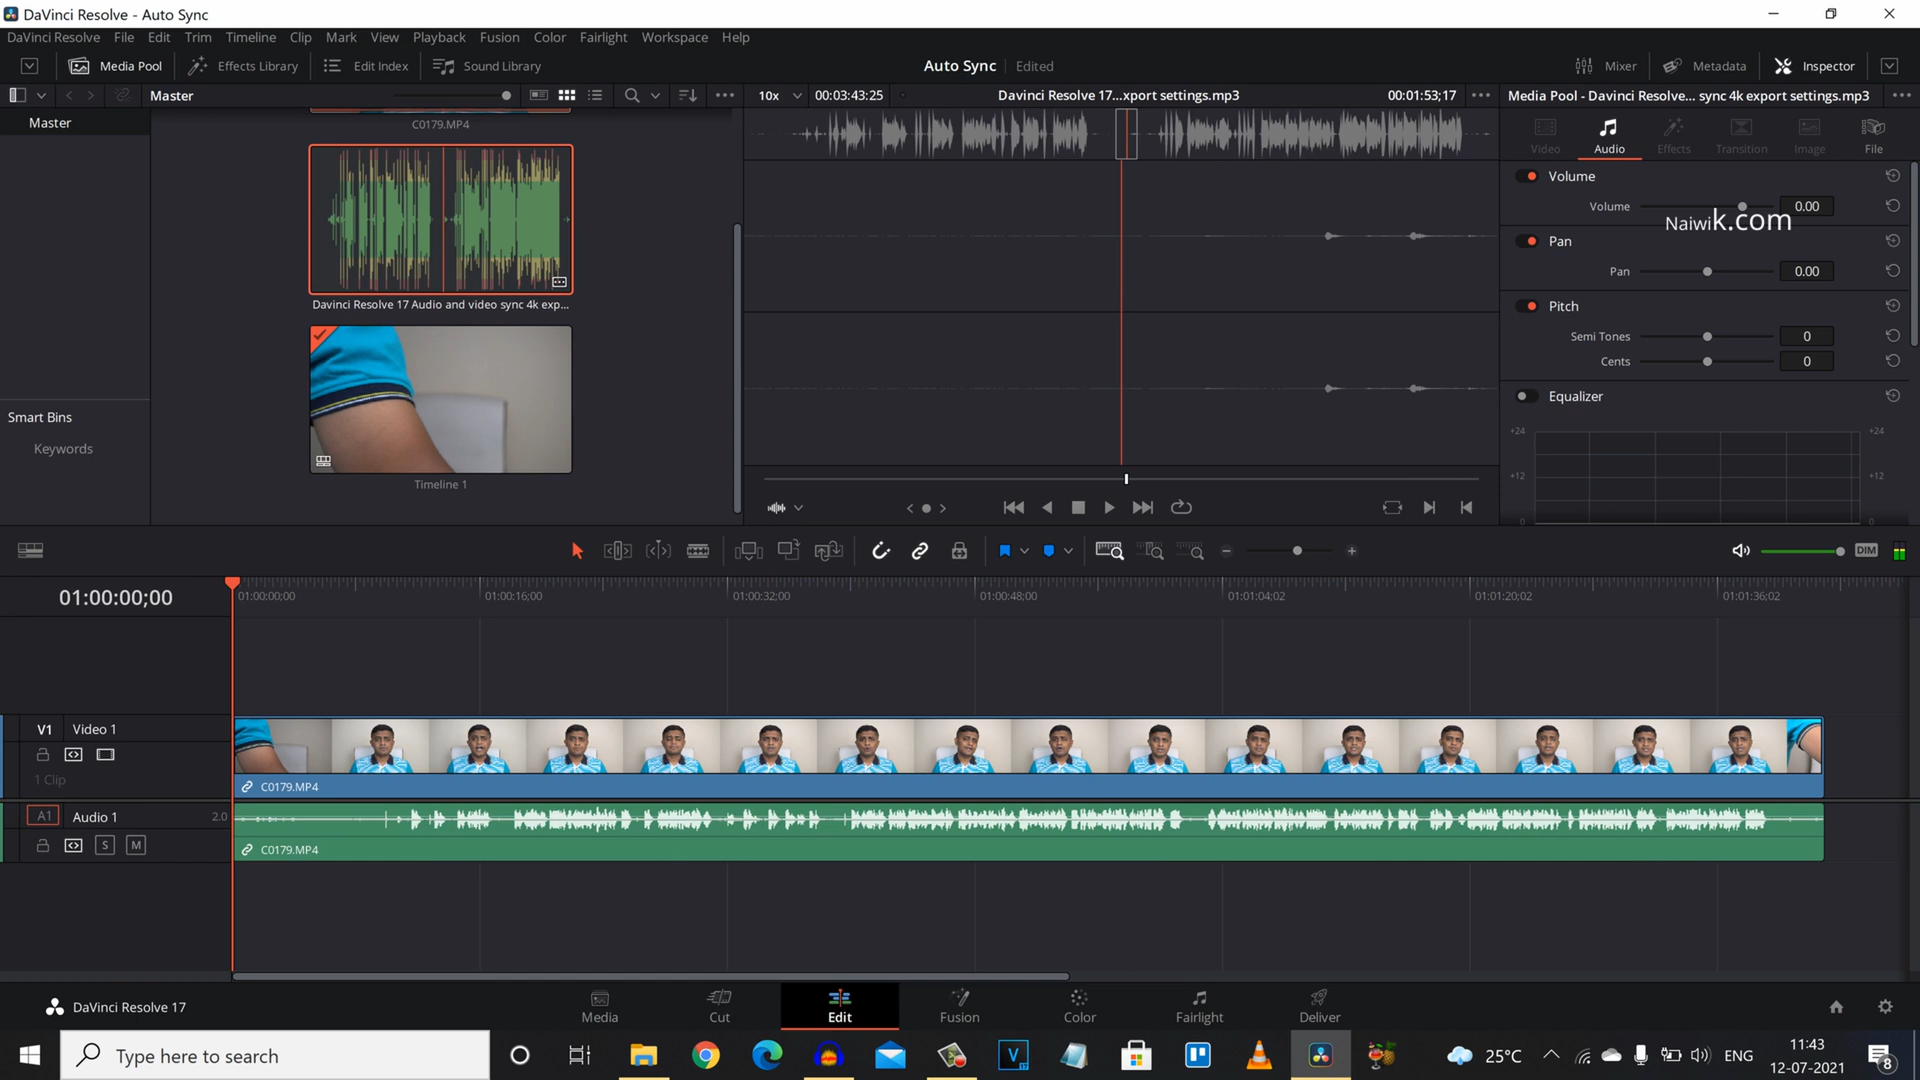 DaVinci Resolve - Auto Sync
DaVinci Resolve File Edit Trim Timeline Clip Mark View Playback Fusion Color Fairlight Workspace Help
Media Pool Effects Library Edit Index Sound Library
Auto Sync Edited
Mixer Metadata Inspector
Master
10x 00:03:43:25 Davinci Resolve 17...xport settings.mp3 00:01:53;17
Media Pool - Davinci Resolve... sync 4k export settings.mp3
Master
C0179.MP4
Davinci Resolve 17 Audio and video sync 4k exp...
Timeline 1
Smart Bins
Keywords
Video Audio Effects Transition Image File
Volume
Volume 0.00
Naiwik.com
Pan
Pan 0.00
Pitch
Semi Tones 0
Cents 0
Equalizer
+24 +24
+12 +12
0 0
DIM
01:00:00;00
01:00:00;00 01:00:16;00 01:00:32;00 01:00:48;00 01:01:04;02 01:01:20;02 01:01:36;02
V1 Video 1
1 Clip
C0179.MP4
A1 Audio 1 2.0
S M
C0179.MP4
DaVinci Resolve 17
Media Cut Edit Fusion Color Fairlight Deliver
Type here to search
25°C ENG
11:43
12-07-2021
8